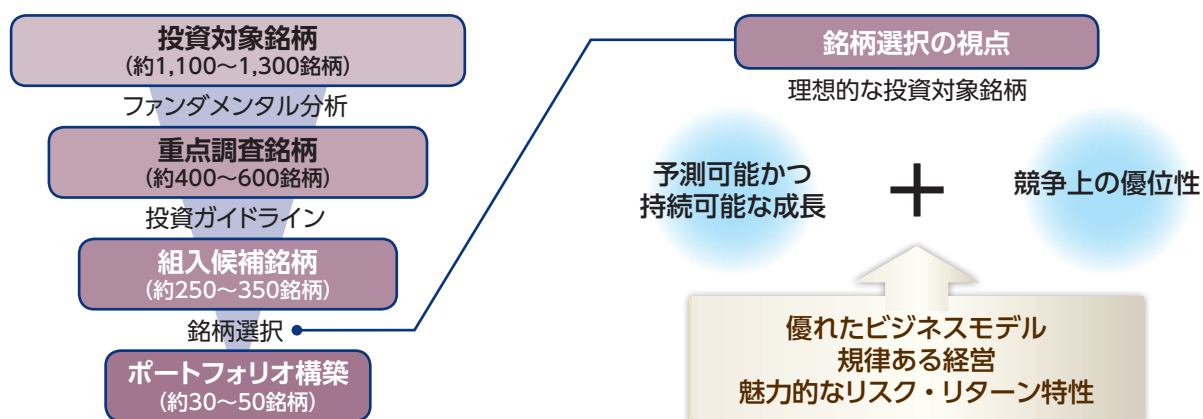 投資対象銘柄
(約1,100～1,300銘柄)
ファンダメンタル分析
重点調査銘柄
(約400～600銘柄)
投資ガイドライン
組入候補銘柄
(約250～350銘柄)
銘柄選択
ポートフォリオ構築
(約30～50銘柄)
銘柄選択の視点
理想的な投資対象銘柄
予測可能かつ
持続可能な成長
＋
競争上の優位性
優れたビジネスモデル
規律ある経営
魅力的なリスク・リターン特性